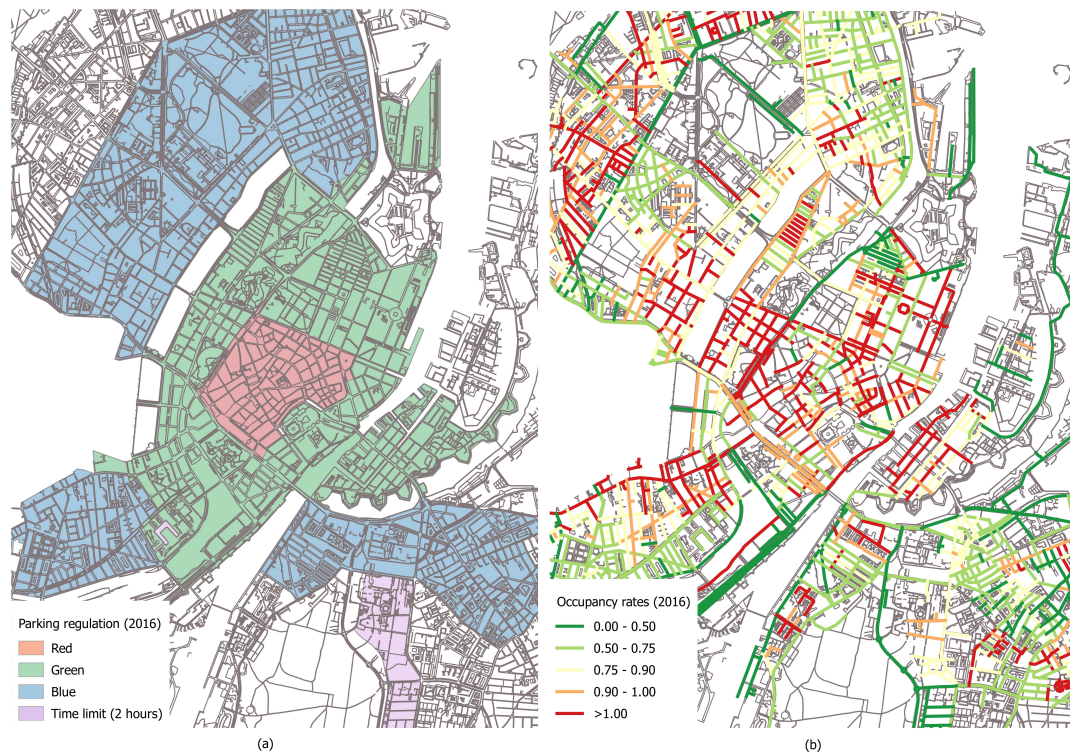 Parking regulation (2016)
Red
Green
Blue
Time limit (2 hours)
(a)
Occupancy rates (2016)
0.00 - 0.50
0.50 - 0.75
0.75 - 0.90
0.90 - 1.00
>1.00
(b)